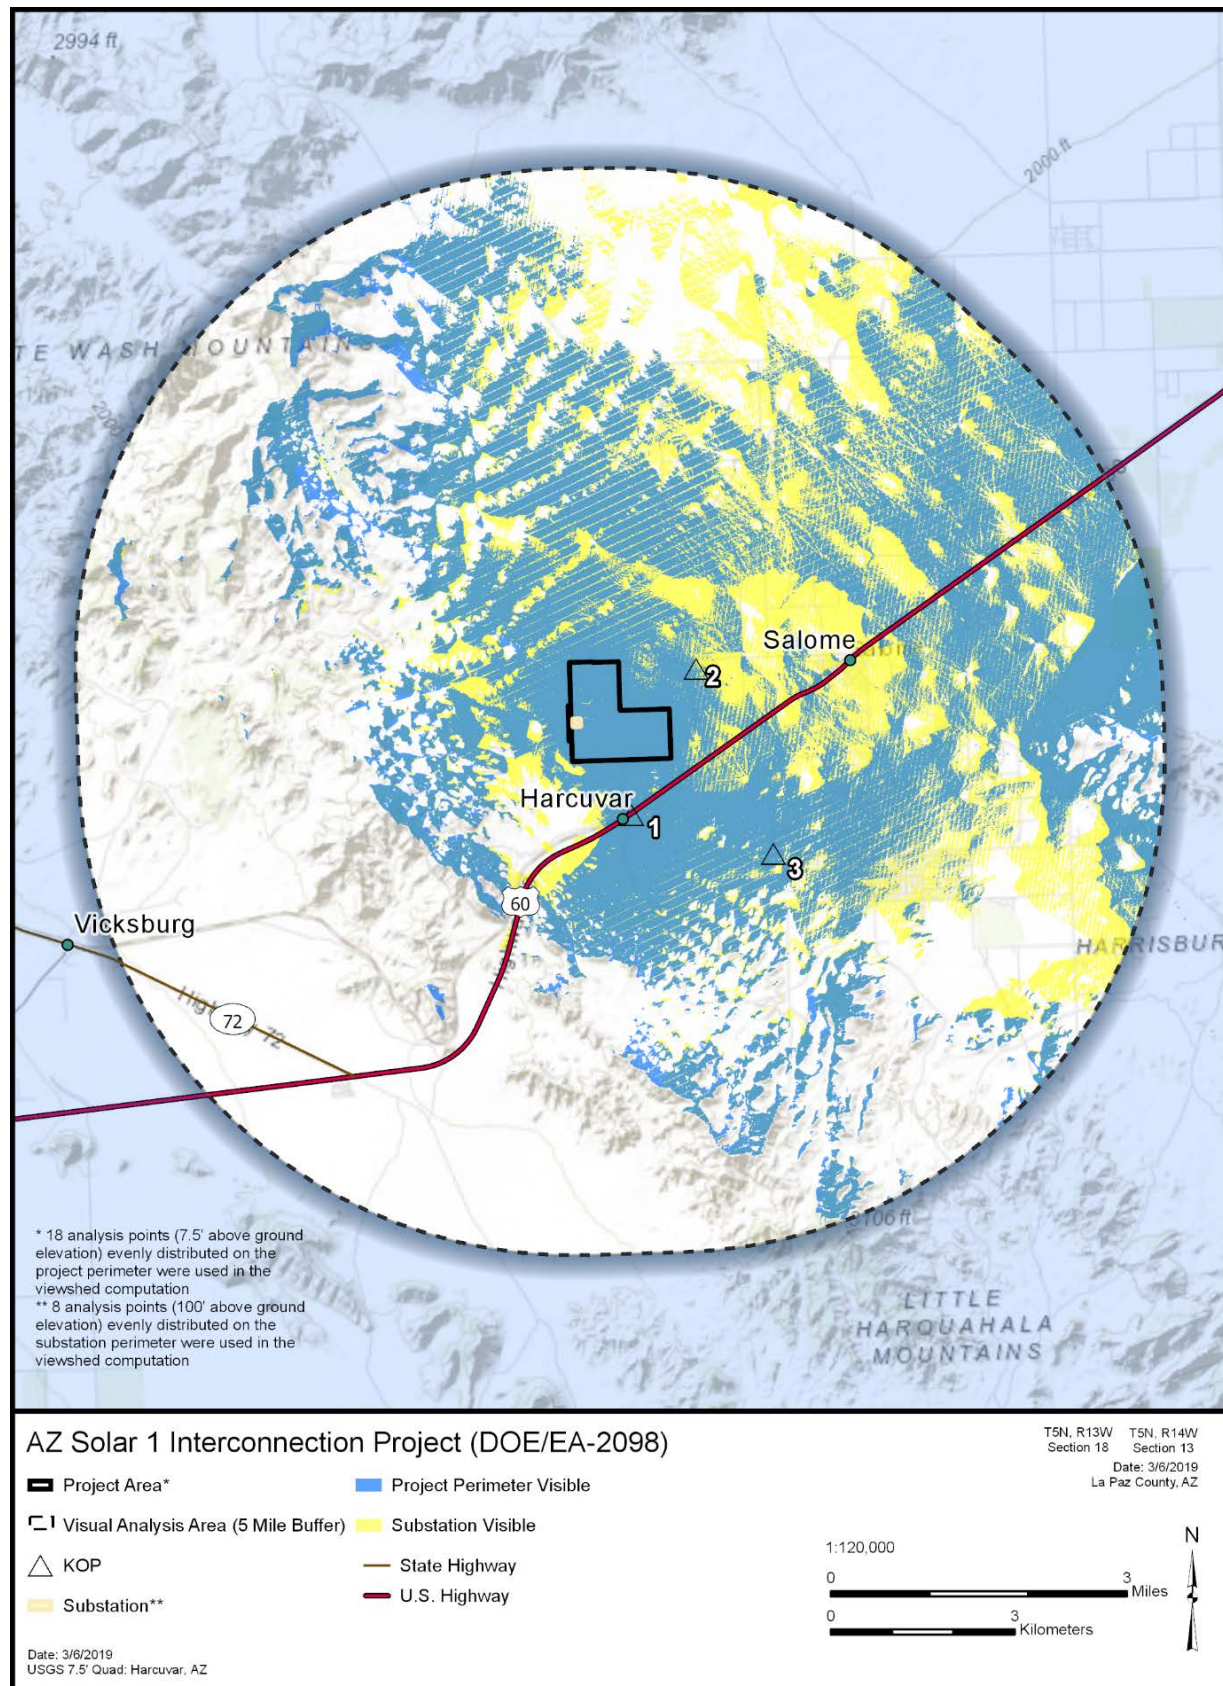 2994 ft
2000 ft
TE WASH MOUNTAINS
2000
Salome
2
Harcuvar
1
3
60
Vicksburg
HARRISBUR
Highway 72
72
3106 ft
* 18 analysis points (7.5' above ground
elevation) evenly distributed on the
project perimeter were used in the
viewshed computation
** 8 analysis points (100' above ground
elevation) evenly distributed on the
substation perimeter were used in the
viewshed computation
LITTLE
HARQUAHALA
MOUNTAINS
AZ Solar 1 Interconnection Project (DOE/EA-2098)
T5N, R13W T5N, R14W
Section 18 Section 13
Date: 3/6/2019
La Paz County, AZ
Project Area*
Project Perimeter Visible
Visual Analysis Area (5 Mile Buffer)
Substation Visible
KOP
State Highway
Substation**
U.S. Highway
1:120,000
0 3
Miles
0 3
Kilometers
N
Date: 3/6/2019
USGS 7.5' Quad: Harcuvar, AZ